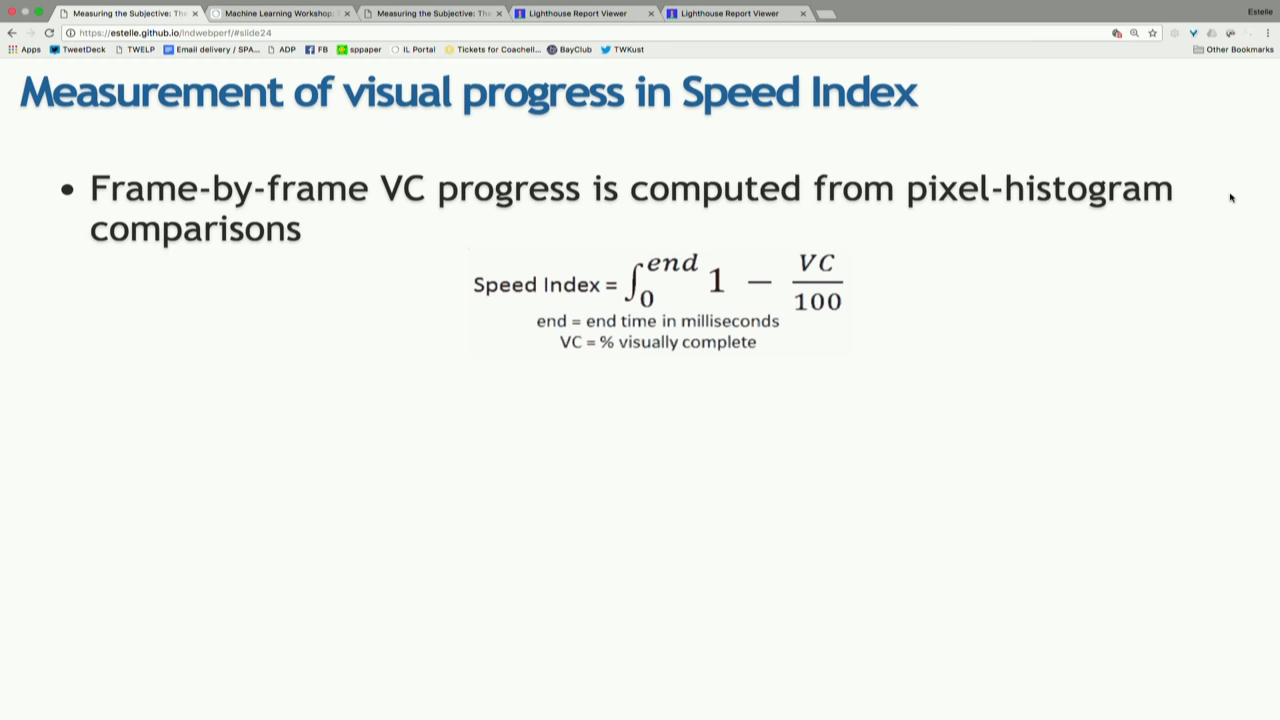 Measuring the Subjective: The
Machine Learning Workshop:
Measuring the Subjective: The
Lighthouse Report Viewer
Lighthouse Report Viewer
Estelle
https://estelle.github.io/lndwebperf/#slide24
Apps
TweetDeck
TWELP
Email delivery / SPA...
ADP
FB
sppaper
IL Portal
Tickets for Coachell...
BayClub
TWKust
Other Bookmarks
Measurement of visual progress in Speed Index
• Frame-by-frame VC progress is computed from pixel-histogram
comparisons
Speed Index = ∫₀^end 1 − VC/100
end = end time in milliseconds
VC = % visually complete